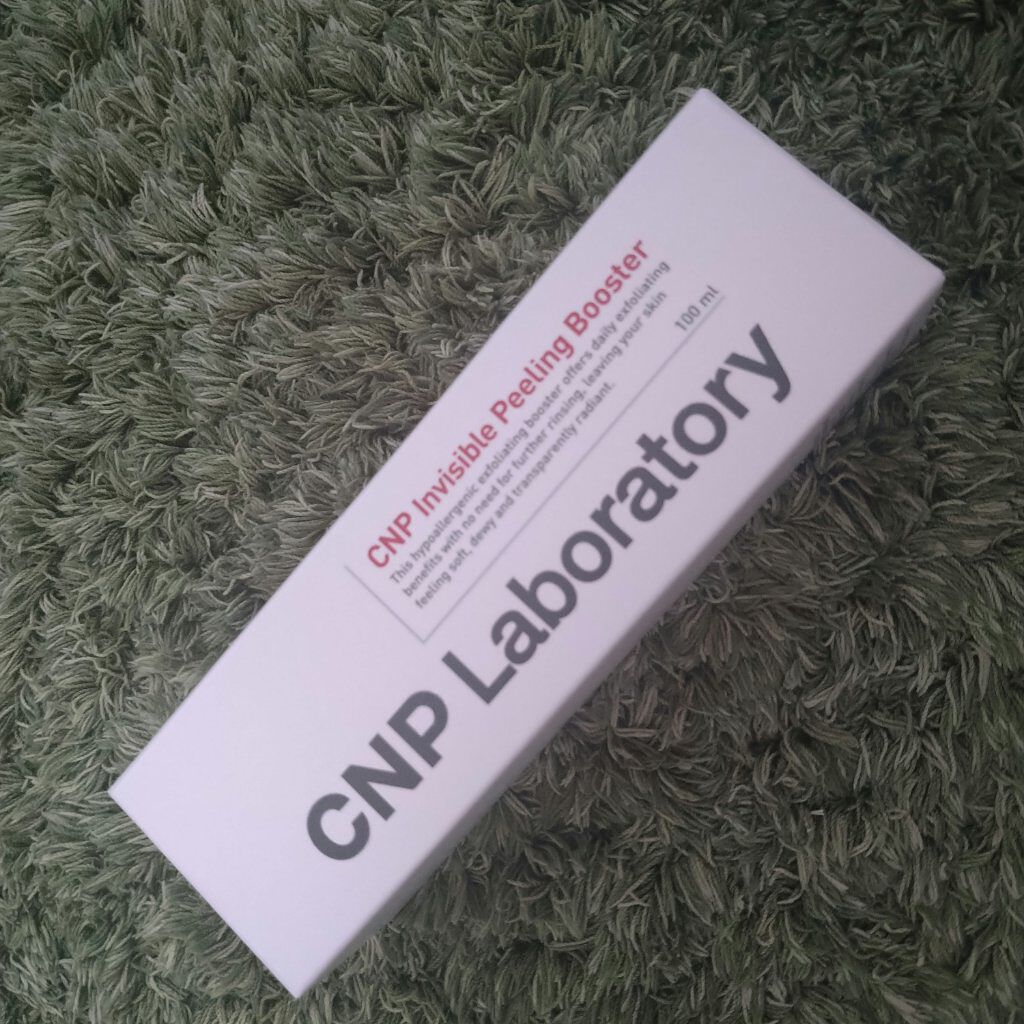 CNP Invisible Peeling Booster
This hypoallergenic exfoliating booster offers daily exfoliating
benefits with no need for further rinsing, leaving your skin
feeling soft, dewy and transparently radiant.
100 ml
CNP Laboratory